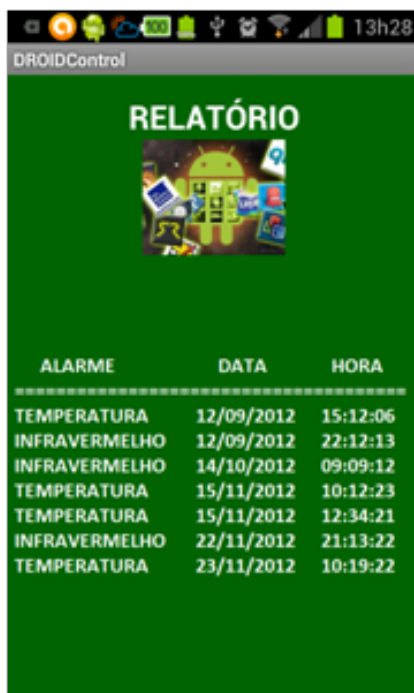 100 13h28
DROIDControl
RELATÓRIO
ALARME DATA HORA
======================================
TEMPERATURA 12/09/2012 15:12:06
INFRAVERMELHO 12/09/2012 22:12:13
INFRAVERMELHO 14/10/2012 09:09:12
TEMPERATURA 15/11/2012 10:12:23
TEMPERATURA 15/11/2012 12:34:21
INFRAVERMELHO 22/11/2012 21:13:22
TEMPERATURA 23/11/2012 10:19:22